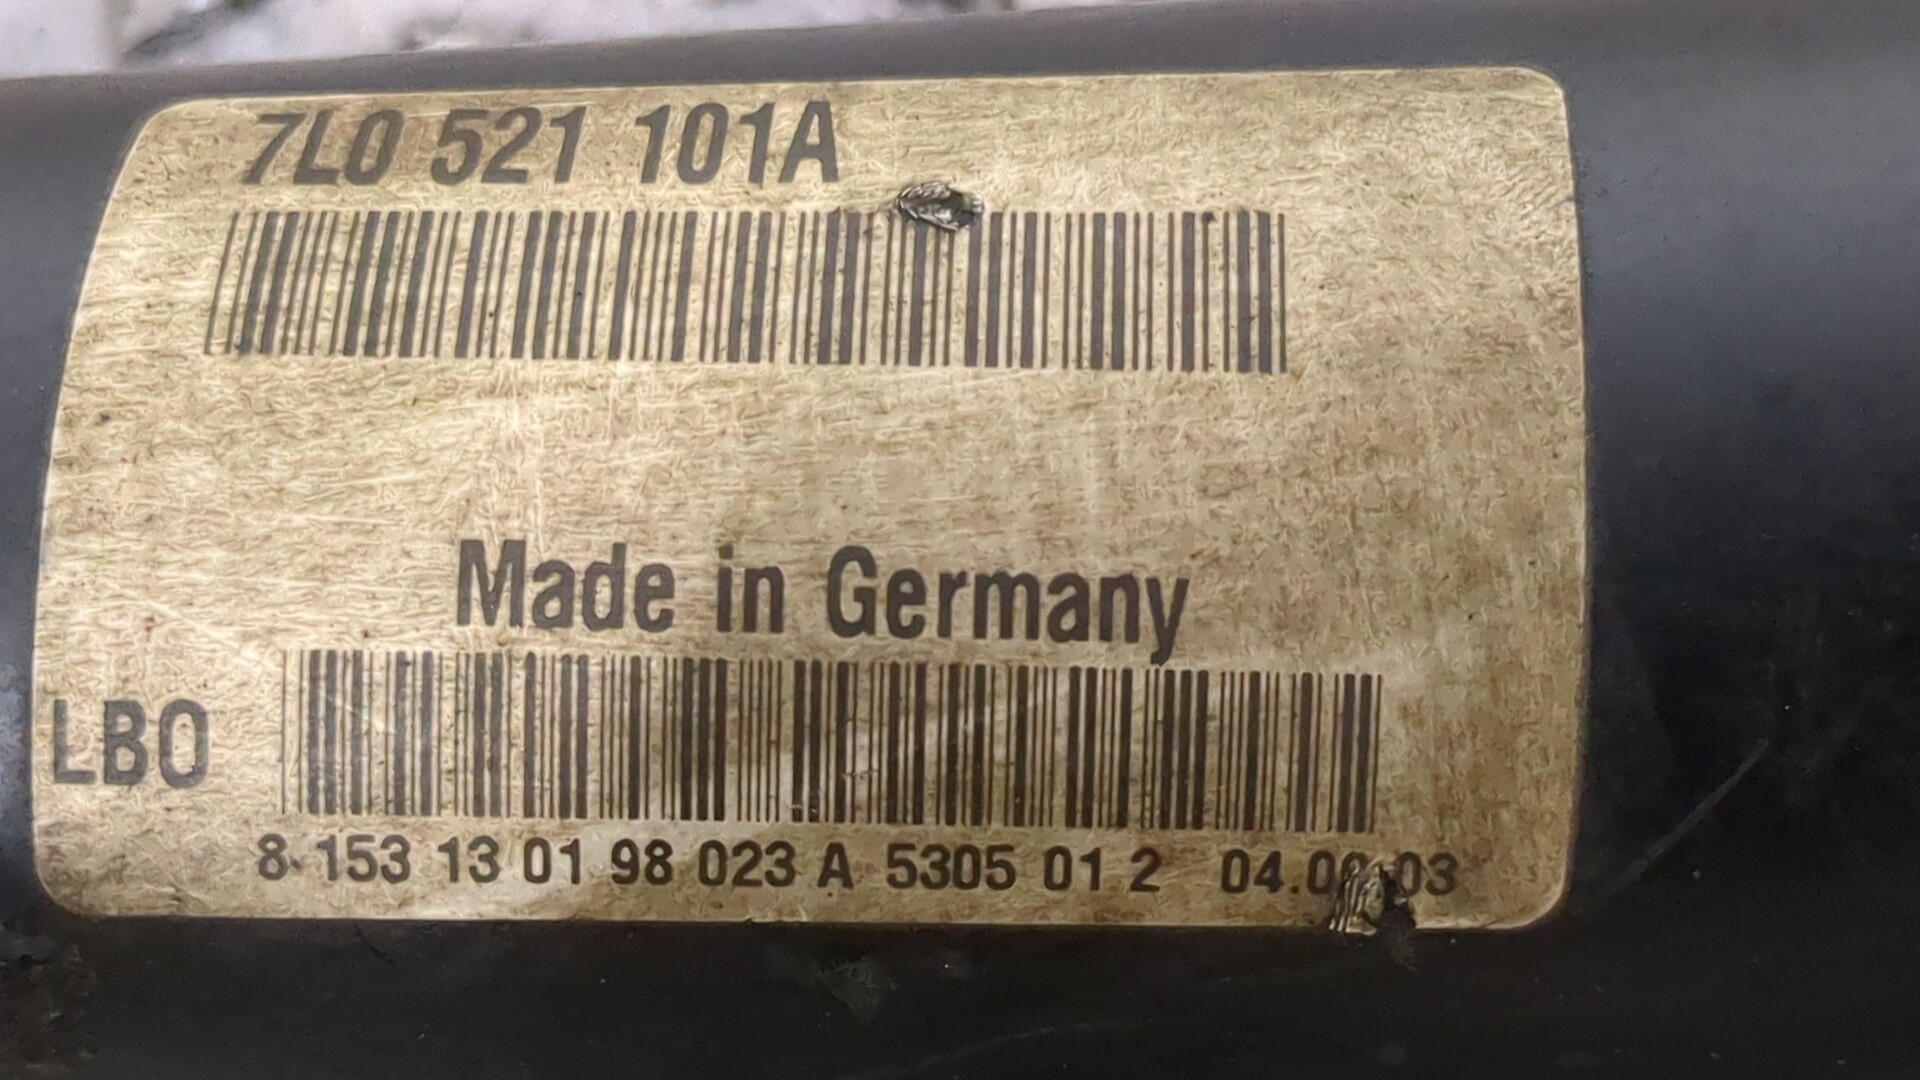 7L0 521 101A
Made in Germany
LBO
8 153 13 01 98 023 A 5305 01 2